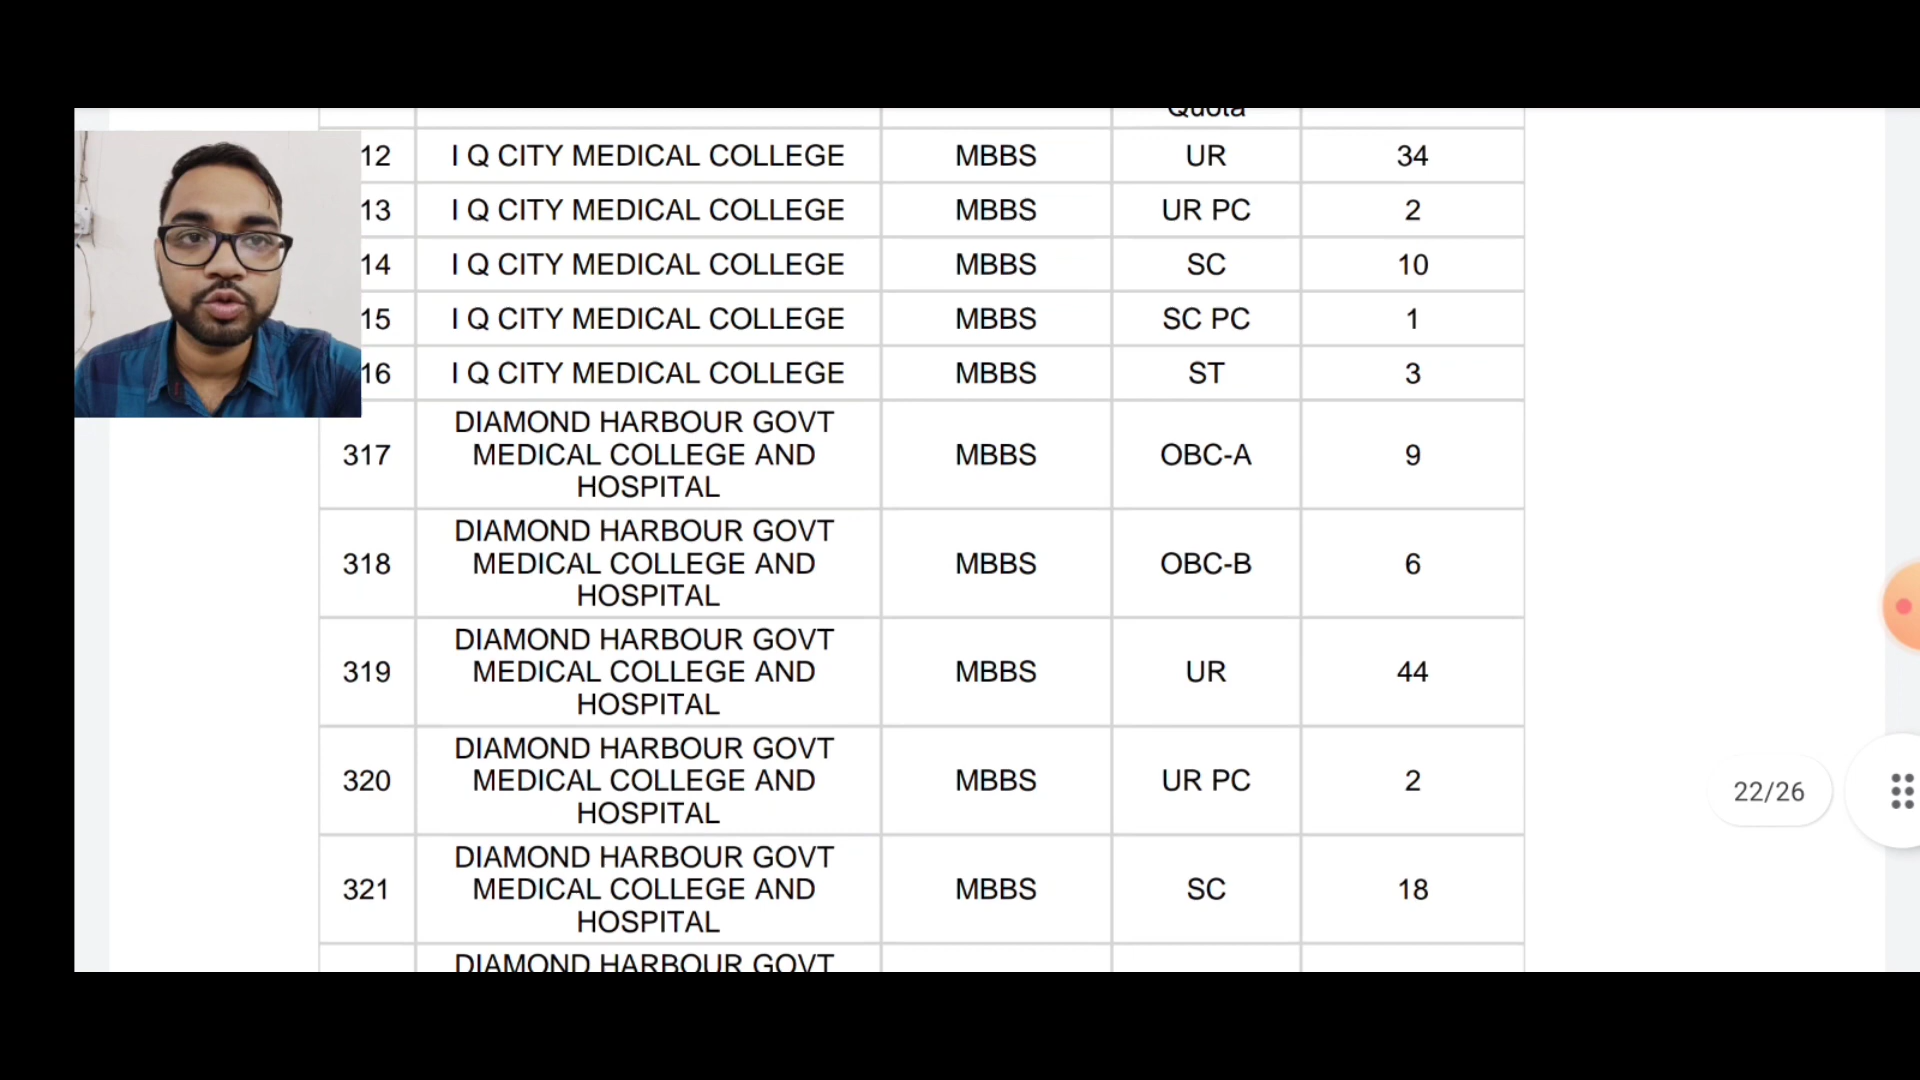 Quota
12 I Q CITY MEDICAL COLLEGE MBBS UR 34
13 I Q CITY MEDICAL COLLEGE MBBS UR PC 2
14 I Q CITY MEDICAL COLLEGE MBBS SC 10
15 I Q CITY MEDICAL COLLEGE MBBS SC PC 1
16 I Q CITY MEDICAL COLLEGE MBBS ST 3
DIAMOND HARBOUR GOVT
317 MEDICAL COLLEGE AND MBBS OBC-A 9
HOSPITAL
DIAMOND HARBOUR GOVT
318 MEDICAL COLLEGE AND MBBS OBC-B 6
HOSPITAL
DIAMOND HARBOUR GOVT
319 MEDICAL COLLEGE AND MBBS UR 44
HOSPITAL
DIAMOND HARBOUR GOVT
320 MEDICAL COLLEGE AND MBBS UR PC 2
HOSPITAL
22/26
DIAMOND HARBOUR GOVT
321 MEDICAL COLLEGE AND MBBS SC 18
HOSPITAL
DIAMOND HARBOUR GOVT